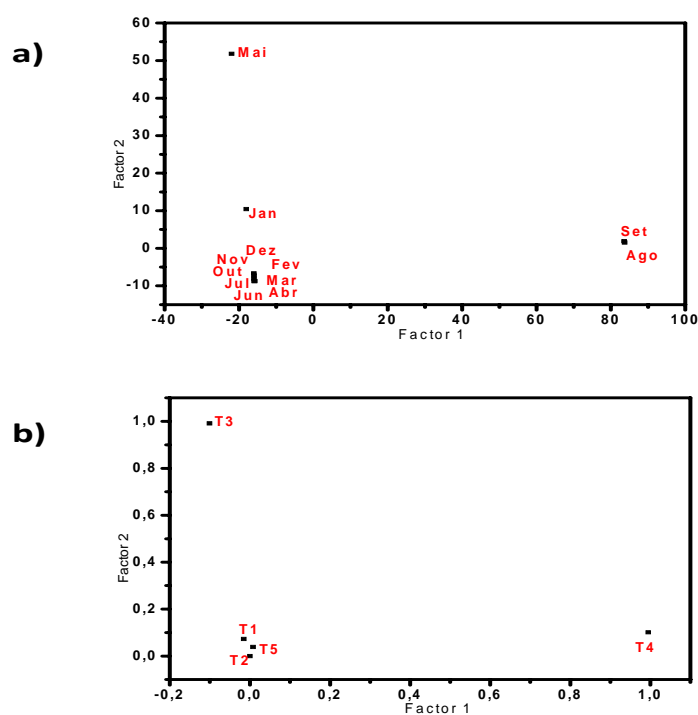 a)
60
50
40
30
20
10
0
-10
Factor 2
Mai
Jan
Set
Ago
Dez
Nov
Fev
Out
Jul
Mar
Jun
Abr
-40 -20 0 20 40 60 80 100
Factor 1
b)
1,0
0,8
0,6
0,4
0,2
0,0
Factor 2
T3
T1
T5
T2
T4
-0,2 0,0 0,2 0,4 0,6 0,8 1,0
Factor 1